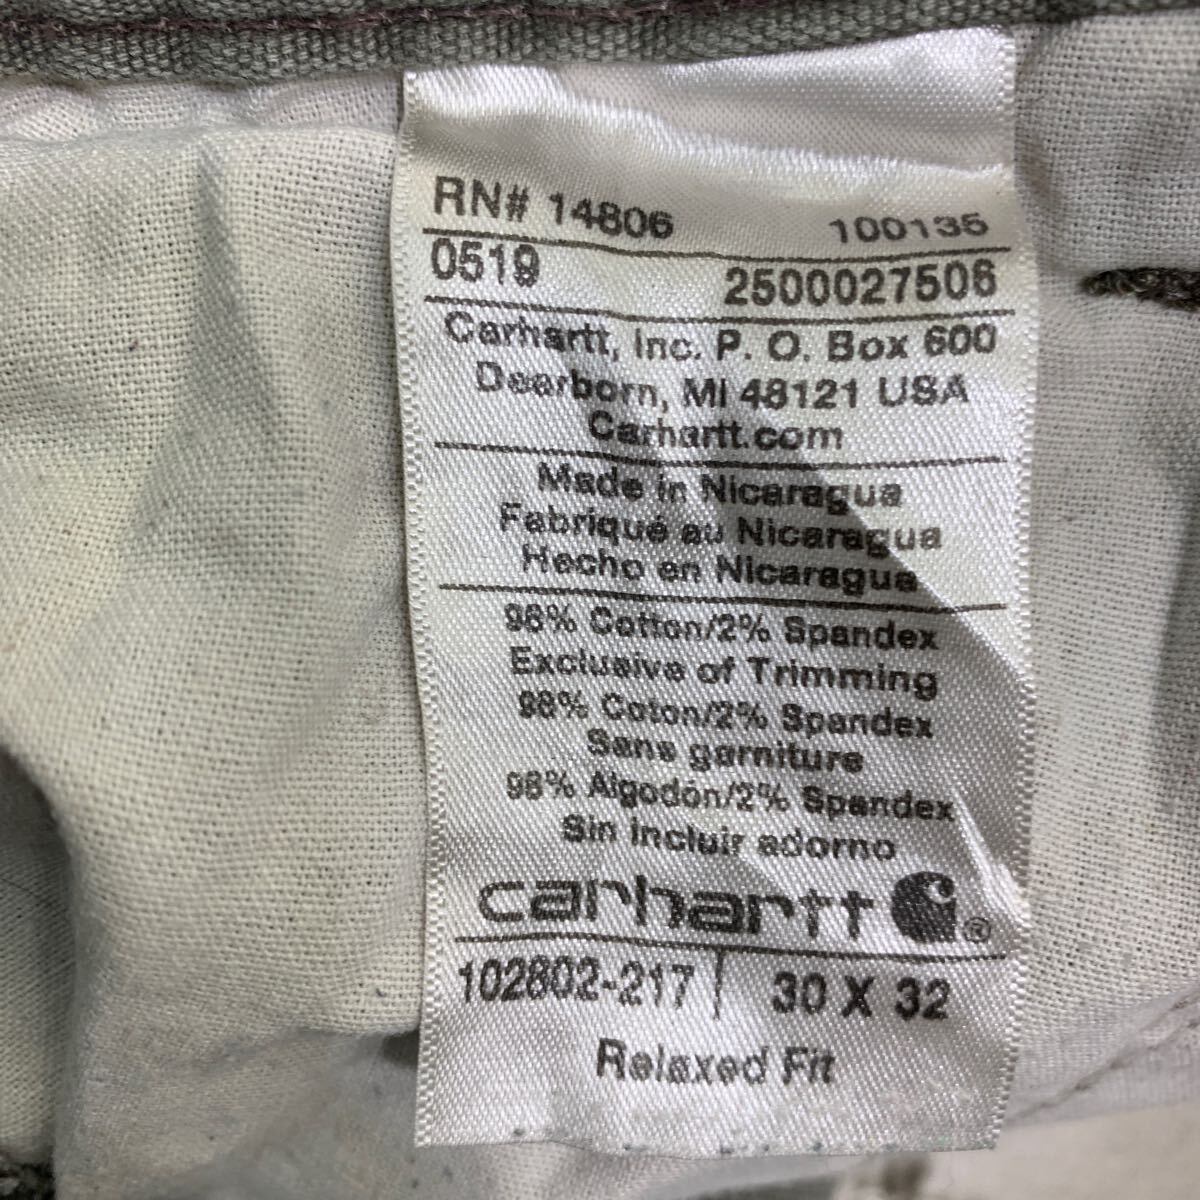 RN# 14806 100135
0519 2500027506
Carhartt, Inc. P. O. Box 600
Dearborn, MI 48121 USA
Carhartt.com
Made in Nicaragua
Fabriqué au Nicaragua
Hecho en Nicaragua
98% Cotton/2% Spandex
Exclusive of Trimming
98% Coton/2% Spandex
Sans garniture
98% Algodón/2% Spandex
Sin incluir adorno
carhartt ®
102802-217 30 X 32
Relaxed Fit